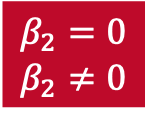 β₂ = 0
β₂ ≠ 0